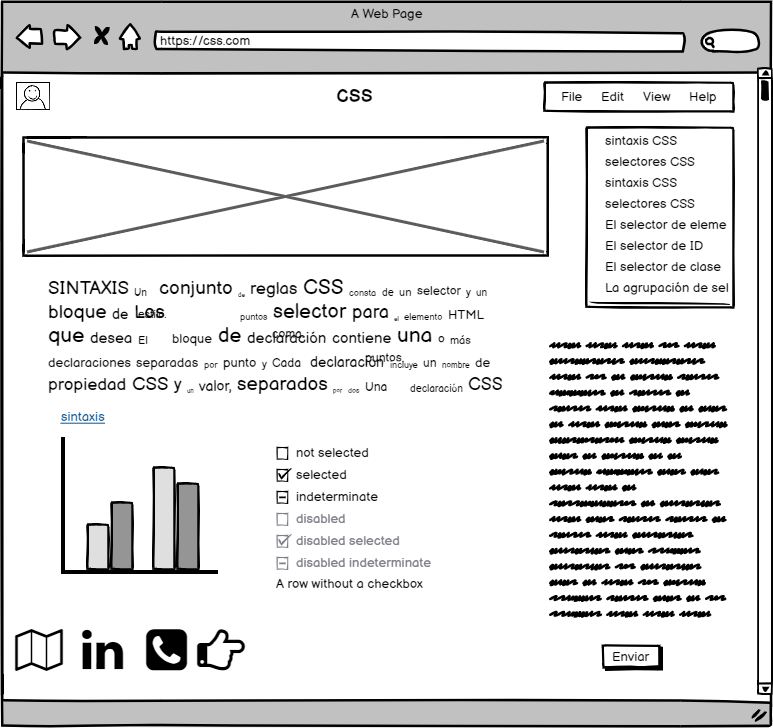 A Web Page
https://css.com
CSS
File Edit View Help
sintaxis CSS
selectores CSS
sintaxis CSS
selectores CSS
El selector de eleme
El selector de ID
El selector de clase
La agrupación de sel
SINTAXIS Un conjunto de reglas CSS consta de un selector y un
bloque de Los estilo. puntos selector para el elemento HTML
que desea El bloque de declaración como contiene una o más
declaraciones separadas por punto y Cada declaración puntos incluye un nombre de
propiedad CSS y un valor, separados por dos Una declaración CSS
sintaxis
not selected
selected
indeterminate
disabled
disabled selected
disabled indeterminate
A row without a checkbox
in
Enviar